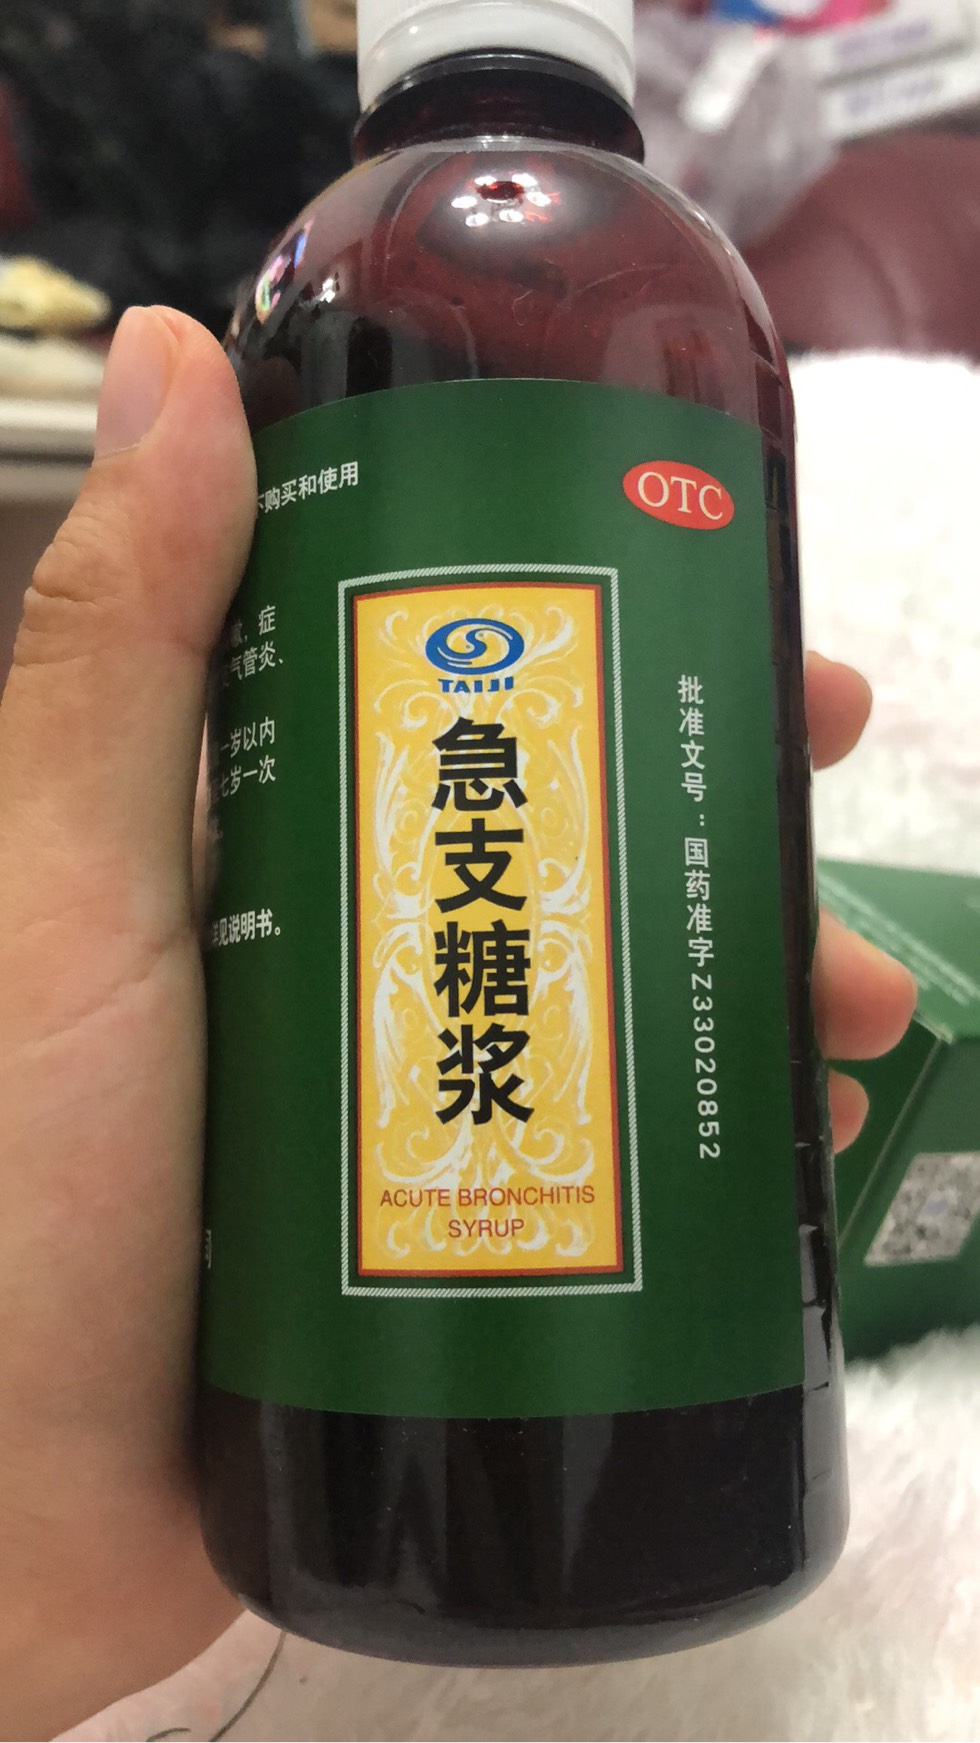 购买和使用
OTC
症
气管炎、
一岁以内
七岁一次
见说明书。
TAIJI
急支糖浆
ACUTE BRONCHITIS
SYRUP
批准文号：国药准字Z33020852